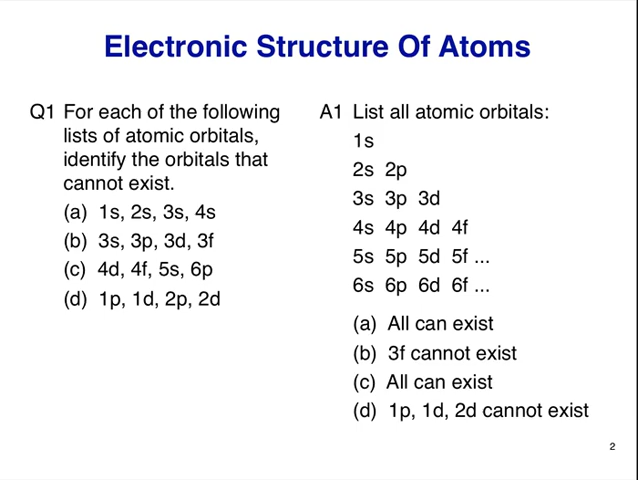 Electronic Structure Of Atoms
Q1 For each of the following
lists of atomic orbitals,
identify the orbitals that
cannot exist.
(a) 1s, 2s, 3s, 4s
(b) 3s, 3p, 3d, 3f
(c) 4d, 4f, 5s, 6p
(d) 1p, 1d, 2p, 2d
A1 List all atomic orbitals:
1s
2s 2p
3s 3p 3d
4s 4p 4d 4f
5s 5p 5d 5f ...
6s 6p 6d 6f ...
(a) All can exist
(b) 3f cannot exist
(c) All can exist
(d) 1p, 1d, 2d cannot exist
2